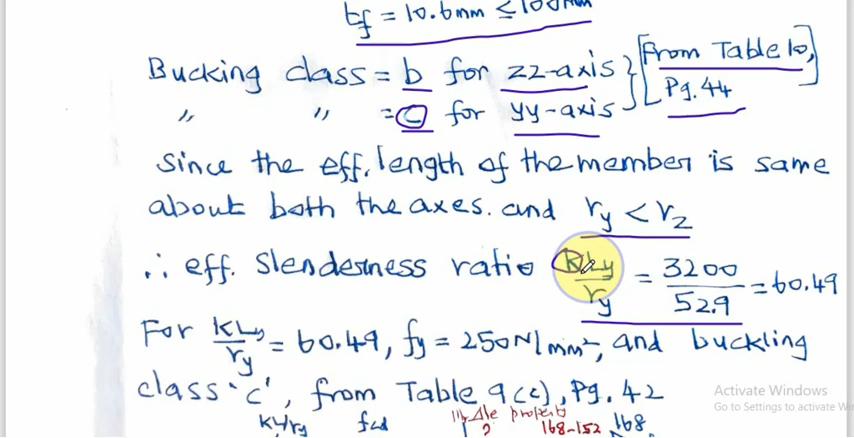 tf = 10.6mm ≤ 100mm
Bucking class = b for zz-axis } [From Table 10,
" " = C for yy-axis Pg.44]
Since the eff. length of the member is same
about both the axes. and ry < rz
∴ eff. Slenderness ratio KLy/ry = 3200/52.9 = 60.49
For KLy/ry = 60.49, fy = 250N/mm², and buckling
class 'c', from Table 9(c), Pg. 42
KL/ry fcd
?
168-152 168
Activate Windows
Go to Settings to activate